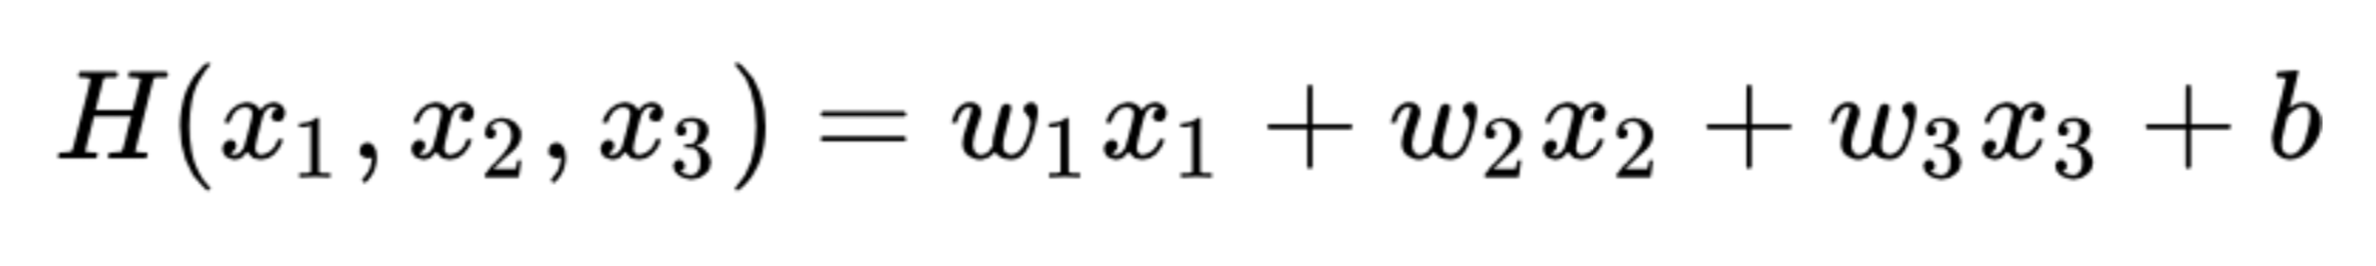 H(x₁, x₂, x₃) = w₁x₁ + w₂x₂ + w₃x₃ + b